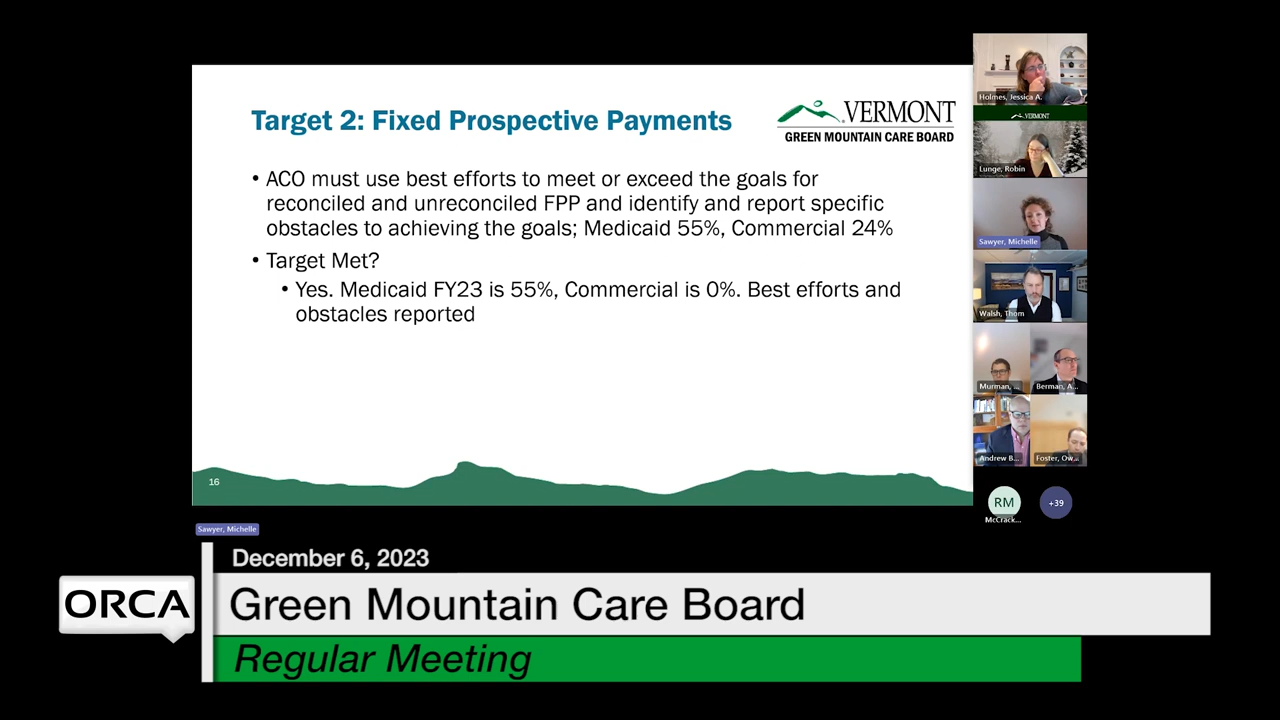 Target 2: Fixed Prospective Payments
VERMONT
GREEN MOUNTAIN CARE BOARD
• ACO must use best efforts to meet or exceed the goals for
reconciled and unreconciled FPP and identify and report specific
obstacles to achieving the goals; Medicaid 55%, Commercial 24%
• Target Met?
• Yes. Medicaid FY23 is 55%, Commercial is 0%. Best efforts and
obstacles reported
16
Holmes, Jessica A.
VERMONT
Lunge, Robin
Sawyer, Michelle
Walsh, Thom
Murman, ...
Berman, A...
Andrew B...
Foster, Ow...
RM
McCrack...
+39
Sawyer, Michelle
December 6, 2023
ORCA
Green Mountain Care Board
Regular Meeting